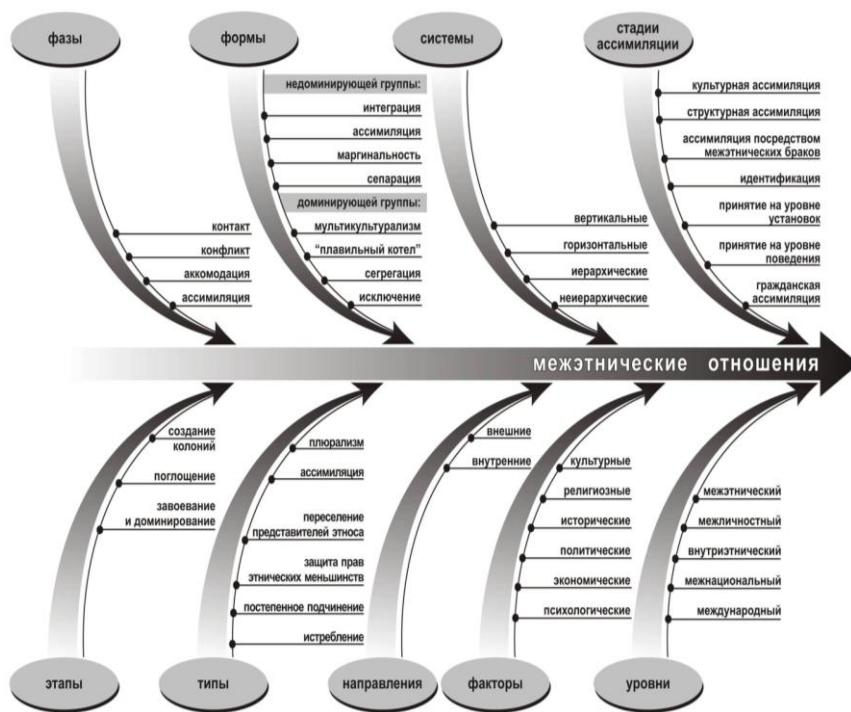 фазы
контакт
конфликт
аккомодация
ассимиляция
формы
недоминирующей группы:
интеграция
ассимиляция
маргинальность
сепарация
доминирующей группы:
мультикультурализм
"плавильный котел"
сегрегация
исключение
системы
вертикальные
горизонтальные
иерархические
неиерархические
стадии
ассимиляции
культурная ассимиляция
структурная ассимиляция
ассимиляция посредством
межэтнических браков
идентификация
принятие на уровне
установок
принятие на уровне
поведения
гражданская
ассимиляция
межэтнические отношения
создание
колоний
поглощение
завоевание
и доминирование
этапы
плюрализм
ассимиляция
переселение
представителей этноса
защита прав
этнических меньшинств
постепенное подчинение
истребление
типы
внешние
внутренние
направления
культурные
религиозные
исторические
политические
экономические
психологические
факторы
межэтнический
межличностный
внутриэтнический
межнациональный
международный
уровни